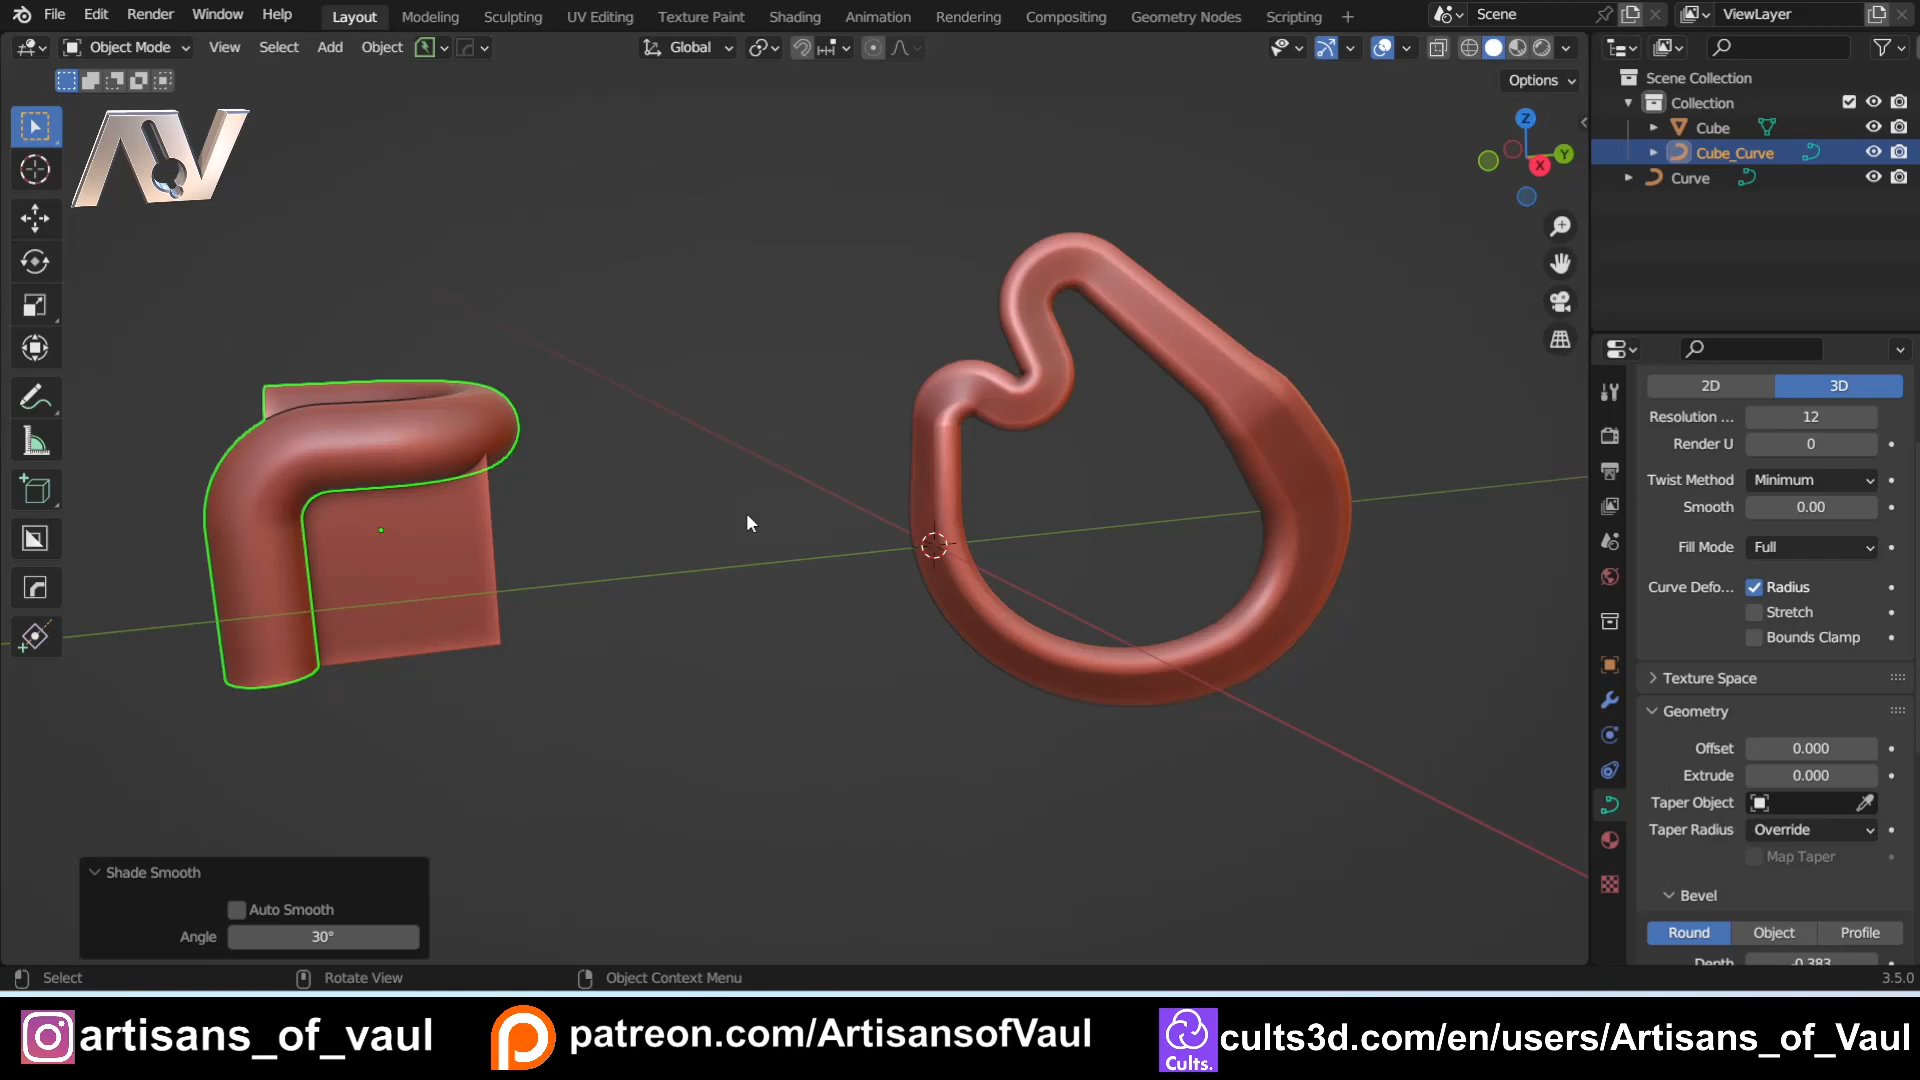 File Edit Render Window Help Layout Modeling Sculpting UV Editing Texture Paint Shading Animation Rendering Compositing Geometry Nodes Scripting + Scene ViewLayer
Object Mode View Select Add Object Global
Options
AV
Z
Y
X
Scene Collection
Collection
Cube
Cube_Curve
Curve
2D 3D
Resolution ... 12
Render U 0
Twist Method Minimum
Smooth 0.00
Fill Mode Full
Curve Defo... Radius
Stretch
Bounds Clamp
Texture Space
Geometry
Offset 0.000
Extrude 0.000
Taper Object
Taper Radius Override
Map Taper
Bevel
Round Object Profile
Depth -0.383
Shade Smooth
Auto Smooth
Angle 30°
Select Rotate View Object Context Menu 3.5.0
artisans_of_vaul patreon.com/ArtisansofVaul Cults. cults3d.com/en/users/Artisans_of_Vaul